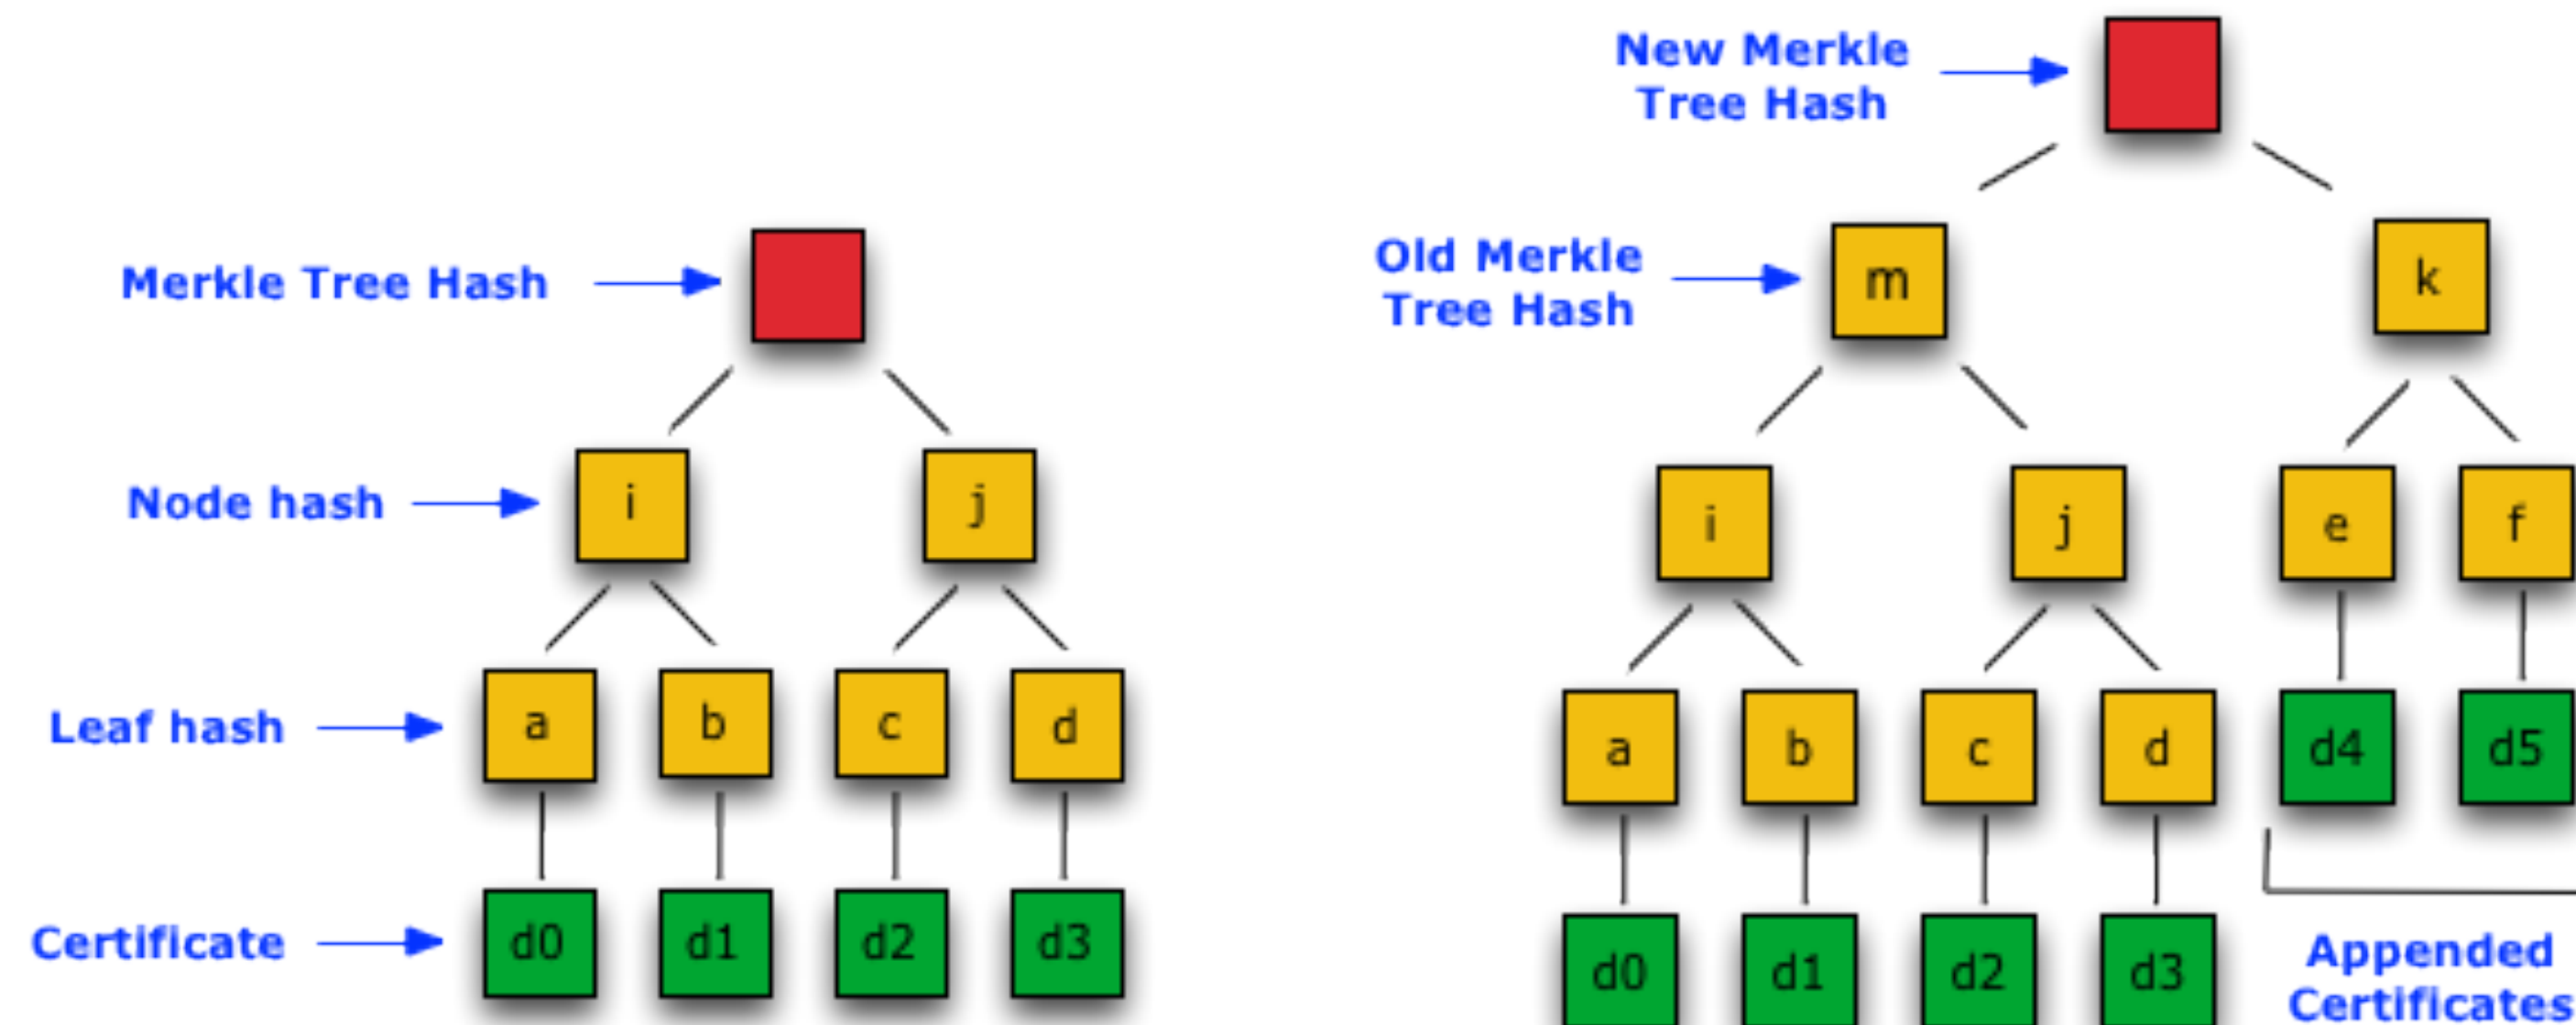 Merkle Tree Hash
Node hash
i
j
Leaf hash
a
b
c
d
Certificate
d0
d1
d2
d3
New Merkle
Tree Hash
Old Merkle
Tree Hash
m
k
i
j
e
f
a
b
c
d
d4
d5
d0
d1
d2
d3
Appended
Certificates